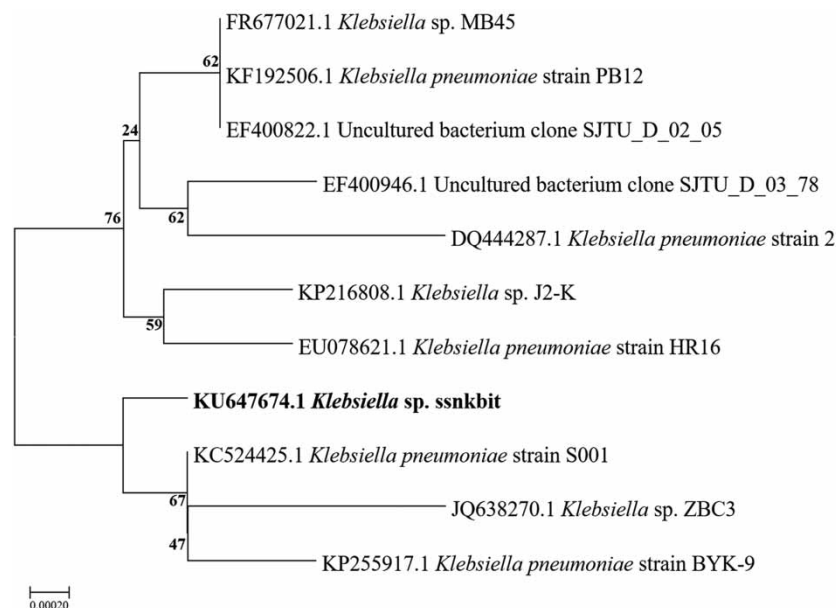 FR677021.1 Klebsiella sp. MB45
62
KF192506.1 Klebsiella pneumoniae strain PB12
24
EF400822.1 Uncultured bacterium clone SJTU_D_02_05
EF400946.1 Uncultured bacterium clone SJTU_D_03_78
76
62
DQ444287.1 Klebsiella pneumoniae strain 2
KP216808.1 Klebsiella sp. J2-K
59
EU078621.1 Klebsiella pneumoniae strain HR16
KU647674.1 Klebsiella sp. ssnkbit
KC524425.1 Klebsiella pneumoniae strain S001
67
JQ638270.1 Klebsiella sp. ZBC3
47
KP255917.1 Klebsiella pneumoniae strain BYK-9
0.00020